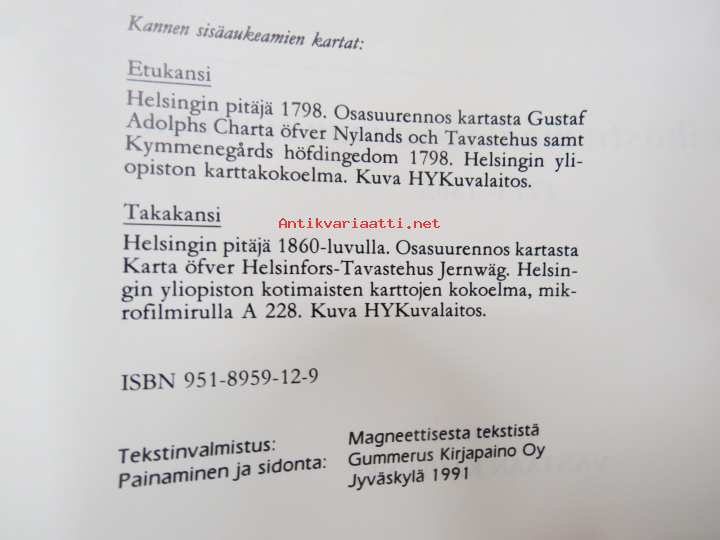 Kannen sisäaukeamien kartat:
Etukansi
Helsingin pitäjä 1798. Osasuurennos kartasta Gustaf
Adolphs Charta öfver Nylands och Tavastehus samt
Kymmenegårds höfdingedom 1798. Helsingin yli-
opiston karttakokoelma. Kuva HYKuvalaitos.
Takakansi
Antikvariaatti.net
Helsingin pitäjä 1860-luvulla. Osasuurennos kartasta
Karta öfver Helsinfors-Tavastehus Jernwäg. Helsin-
gin yliopiston kotimaisten karttojen kokoelma, mik-
rofilmirulla A 228. Kuva HYKuvalaitos.
ISBN 951-8959-12-9
Tekstinvalmistus: Magneettisesta tekstistä
Painaminen ja sidonta: Gummerus Kirjapaino Oy
Jyväskylä 1991